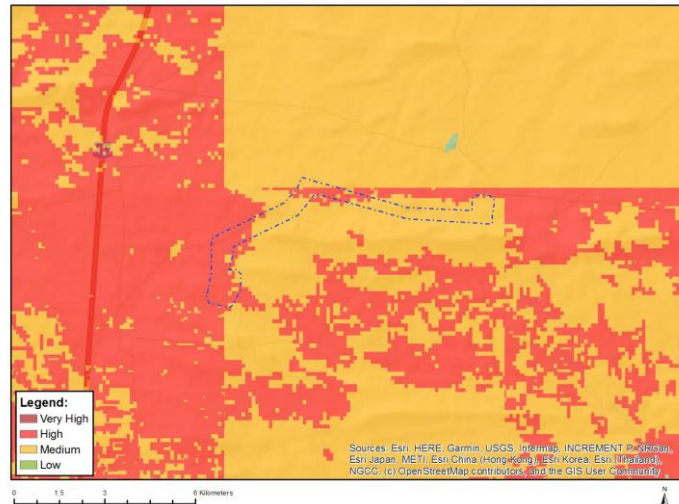 Legend:
Very High
High
Medium
Low
Sources: Esri, HERE, Garmin, USGS, Intermap, INCREMENT P, NRCan,
Esri Japan, METI, Esri China (Hong Kong), Esri Korea, Esri (Thailand),
NGCC, (c) OpenStreetMap contributors, and the GIS User Community
0 1.5 3 6 Kilometers
N